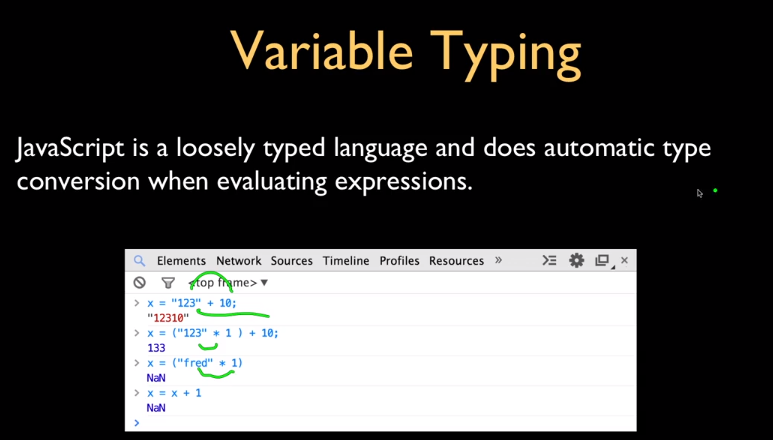 Variable Typing
JavaScript is a loosely typed language and does automatic type
conversion when evaluating expressions.
Elements Network Sources Timeline Profiles Resources »
<top frame> ▼
> x = "123" + 10;
"12310"
> x = ("123" * 1 ) + 10;
133
> x = ("fred" * 1)
NaN
> x = x + 1
NaN
>